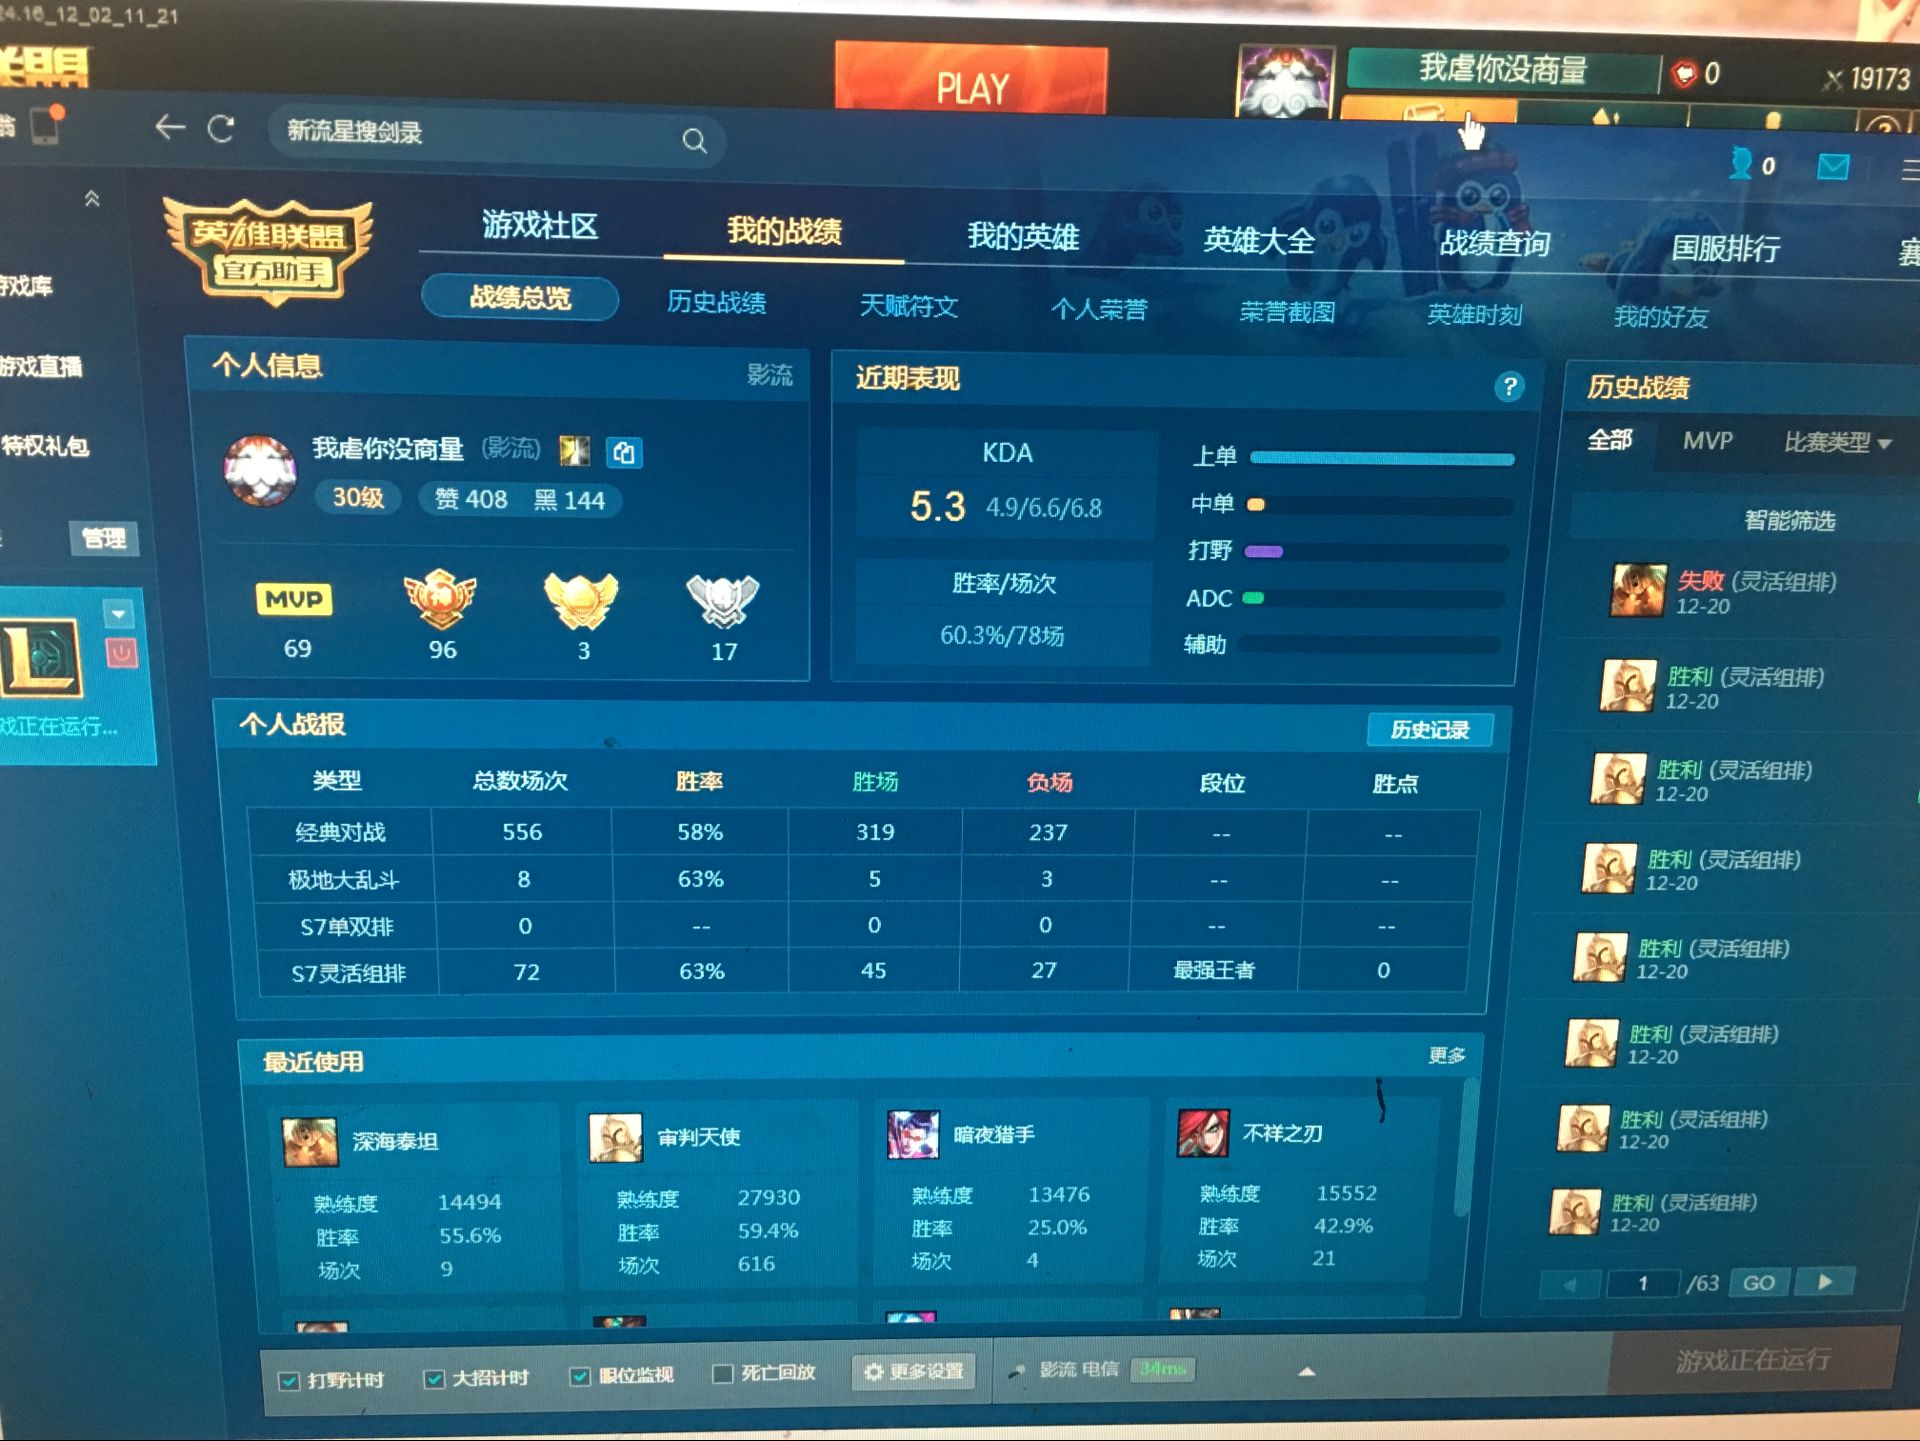 24.16_12_02_11_21
联盟
PLAY
我虐你没商量
0
19173
新流星搜剑录
0
英雄联盟
官方助手
游戏社区
我的战绩
我的英雄
英雄大全
战绩查询
国服排行
赛
战绩总览
历史战绩
天赋符文
个人荣誉
荣誉截图
英雄时刻
我的好友
游戏库
游戏直播
特权礼包
管理
戏正在运行...
个人信息
影流
我虐你没商量 (影流)
30级
赞 408 黑 144
MVP
神
4
69
96
3
17
近期表现
?
KDA
5.3 4.9/6.6/6.8
胜率/场次
60.3%/78场
上单
中单
打野
ADC
辅助
个人战报
历史记录
类型 总数场次 胜率 胜场 负场 段位 胜点
经典对战 556 58% 319 237 -- --
极地大乱斗 8 63% 5 3 -- --
S7单双排 0 -- 0 0 -- --
S7灵活组排 72 63% 45 27 最强王者 0
最近使用
更多
深海泰坦
熟练度 14494
胜率 55.6%
场次 9
审判天使
熟练度 27930
胜率 59.4%
场次 616
暗夜猎手
熟练度 13476
胜率 25.0%
场次 4
不祥之刃
熟练度 15552
胜率 42.9%
场次 21
历史战绩
全部 MVP 比赛类型
智能筛选
失败 (灵活组排)
12-20
胜利 (灵活组排)
12-20
胜利 (灵活组排)
12-20
胜利 (灵活组排)
12-20
胜利 (灵活组排)
12-20
胜利 (灵活组排)
12-20
胜利 (灵活组排)
12-20
胜利 (灵活组排)
12-20
1 /63 GO
打野计时
大招计时
眼位监视
死亡回放
更多设置
影流 电信 34ms
游戏正在运行